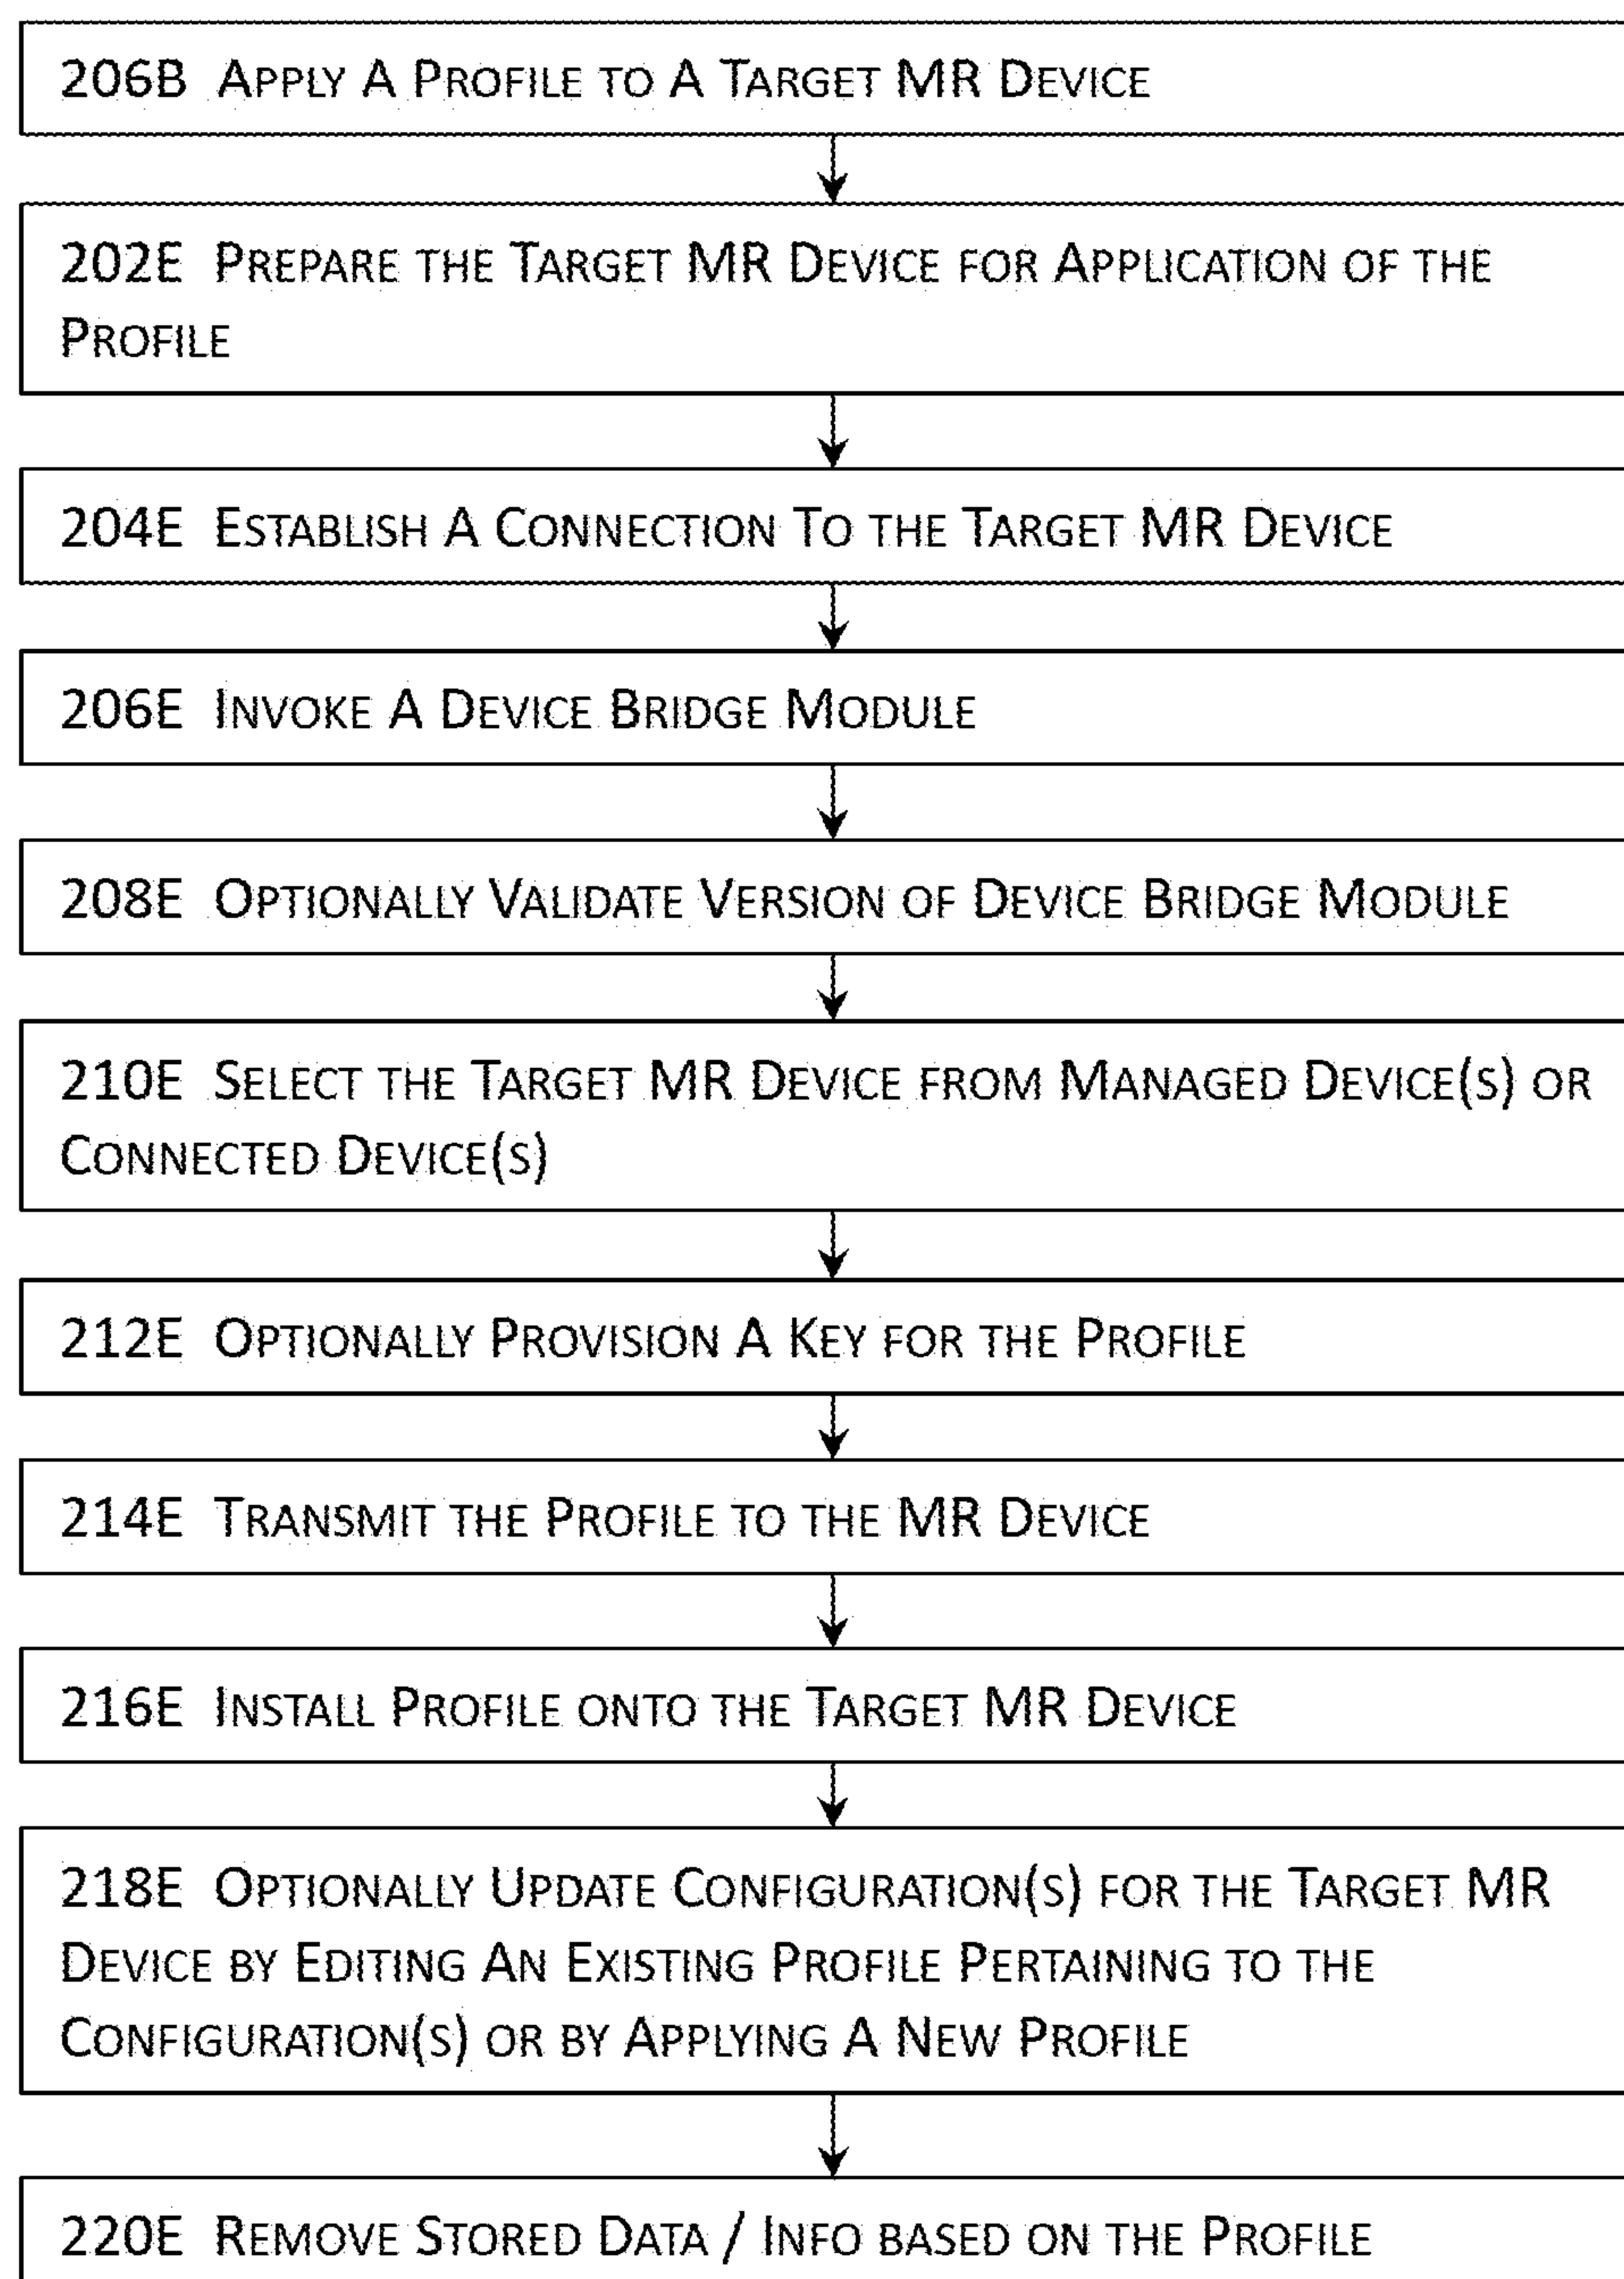 206B APPLY A PROFILE TO A TARGET MR DEVICE
202E PREPARE THE TARGET MR DEVICE FOR APPLICATION OF THE
PROFILE
204E ESTABLISH A CONNECTION TO THE TARGET MR DEVICE
206E INVOKE A DEVICE BRIDGE MODULE
208E OPTIONALLY VALIDATE VERSION OF DEVICE BRIDGE MODULE
210E SELECT THE TARGET MR DEVICE FROM MANAGED DEVICE(S) OR
CONNECTED DEVICE(S)
212E OPTIONALLY PROVISION A KEY FOR THE PROFILE
214E TRANSMIT THE PROFILE TO THE MR DEVICE
216E INSTALL PROFILE ONTO THE TARGET MR DEVICE
218E OPTIONALLY UPDATE CONFIGURATION(S) FOR THE TARGET MR
DEVICE BY EDITING AN EXISTING PROFILE PERTAINING TO THE
CONFIGURATION(S) OR BY APPLYING A NEW PROFILE
220E REMOVE STORED DATA / INFO BASED ON THE PROFILE